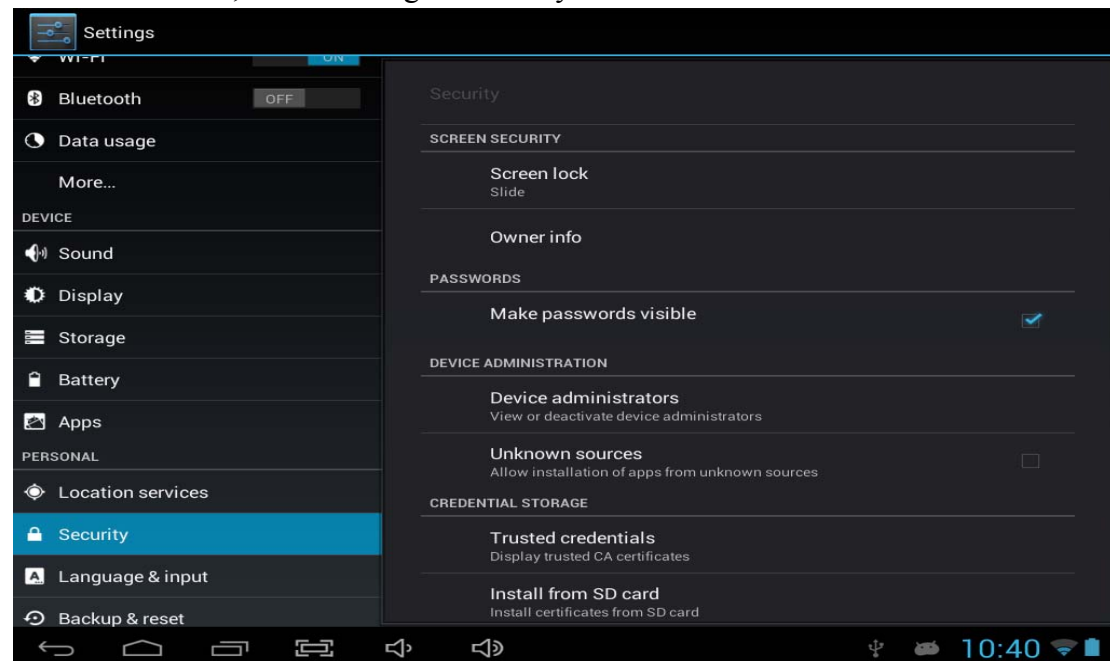 Settings
Wi-Fi ON
Bluetooth OFF
Data usage
More...
DEVICE
Sound
Display
Storage
Battery
Apps
PERSONAL
Location services
Security
Language & input
Backup & reset
Security
SCREEN SECURITY
Screen lock
Slide
Owner info
PASSWORDS
Make passwords visible
DEVICE ADMINISTRATION
Device administrators
View or deactivate device administrators
Unknown sources
Allow installation of apps from unknown sources
CREDENTIAL STORAGE
Trusted credentials
Display trusted CA certificates
Install from SD card
Install certificates from SD card
10:40